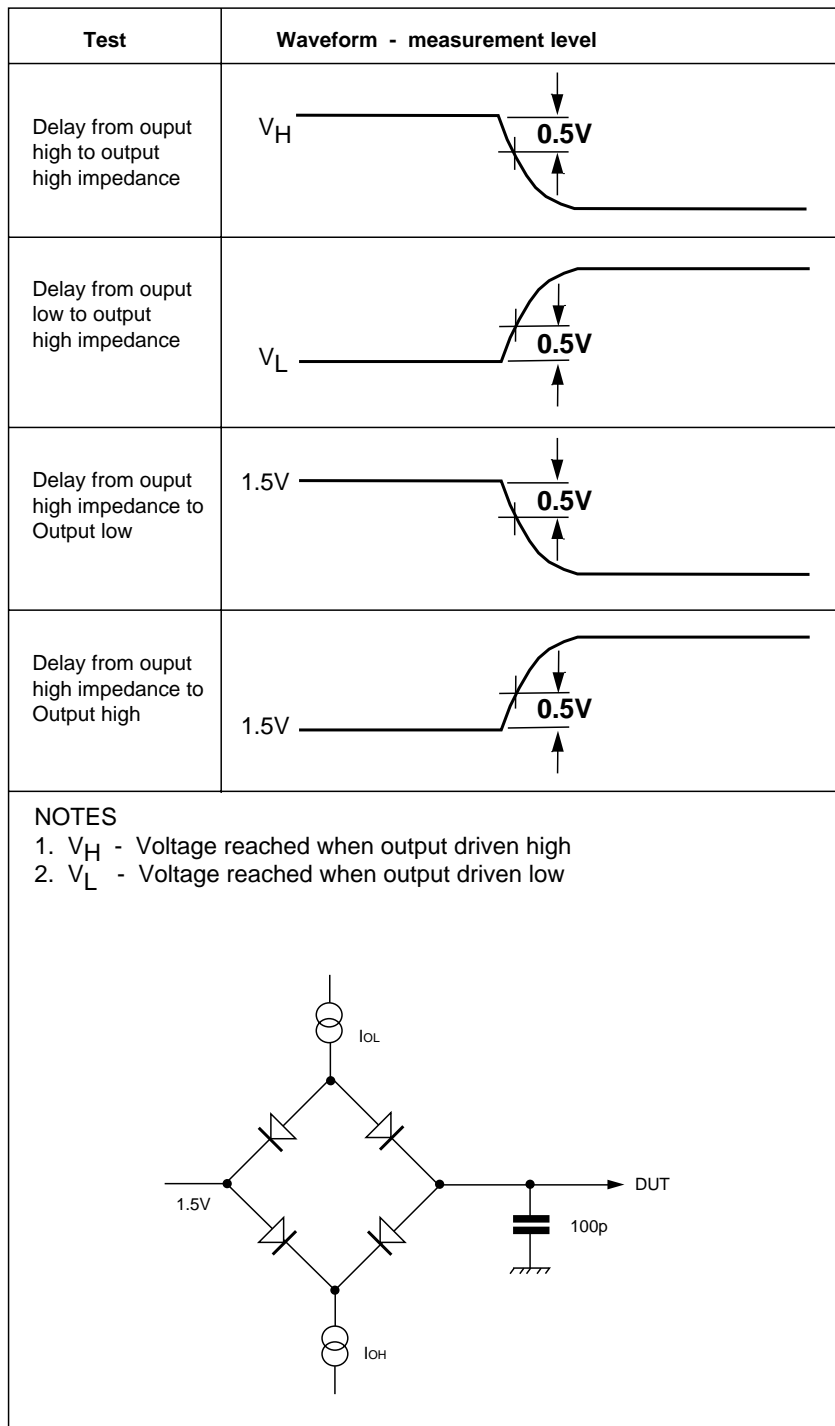 Test
Waveform - measurement level
Delay from ouput
high to output
high impedance
VH
0.5V
Delay from ouput
low to output
high impedance
VL
0.5V
Delay from ouput
high impedance to
Output low
1.5V
0.5V
Delay from ouput
high impedance to
Output high
1.5V
0.5V
NOTES
1. VH - Voltage reached when output driven high
2. VL - Voltage reached when output driven low
IOL
1.5V
DUT
100p
IOH